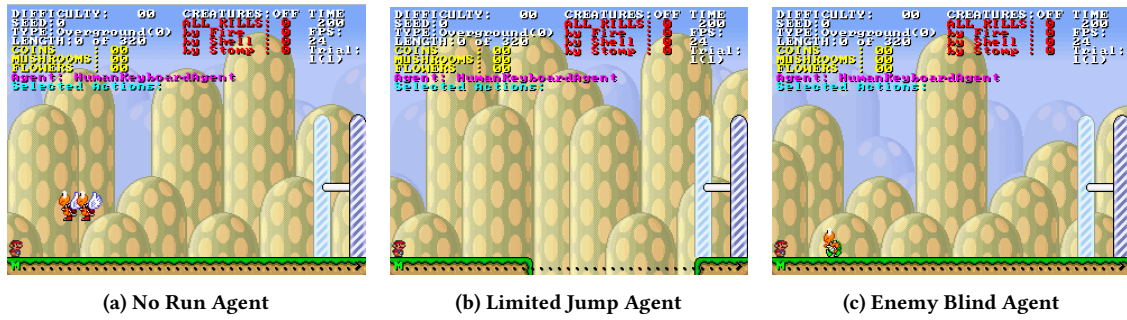 DIFFICULTY: 00 CREATURES:OFF TIME
SEED:0 ALL KILLS: 0 200
TYPE:Overground(0) by Fire : 0 FPS:
LENGTH:0 of 320 by Shell : 0
COINS : 00 by Stomp : 0 Trial:
MUSHROOMS: 00 1(1)
FLOWERS : 00
Agent: HumanKeyboardAgent
Selected Actions:
M
(a) No Run Agent
DIFFICULTY: 00 CREATURES:OFF TIME
SEED:0 ALL KILLS: 0 200
TYPE:Overground(0) by Fire : 0 FPS:
LENGTH:0 of 320 by Shell : 0 24
COINS : 00 by Stomp : 0 Trial:
MUSHROOMS: 00 1(1)
FLOWERS : 00
Agent: HumanKeyboardAgent
Selected Actions:
M
(b) Limited Jump Agent
DIFFICULTY: 00 CREATURES:OFF TIME
SEED:0 ALL KILLS: 0 200
TYPE:Overground(0) by Fire : 0 FPS:
LENGTH:0 of 320 by Shell : 0 24
COINS : 00 by Stomp : 0 Trial:
MUSHROOMS: 00 1(1)
FLOWERS : 00
Agent: HumanKeyboardAgent
Selected Actions:
M
(c) Enemy Blind Agent